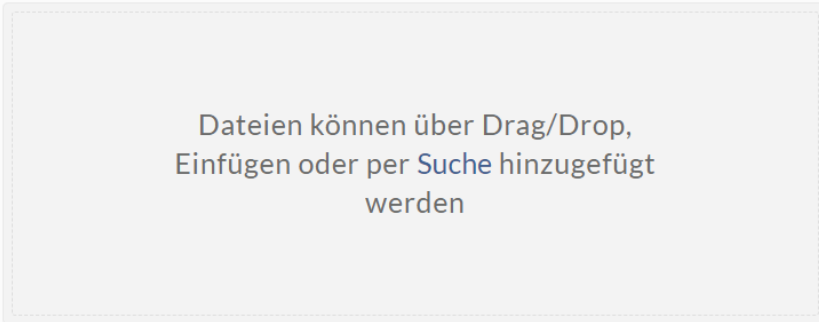 Dateien können über Drag/Drop,
Einfügen oder per Suche hinzugefügt
werden